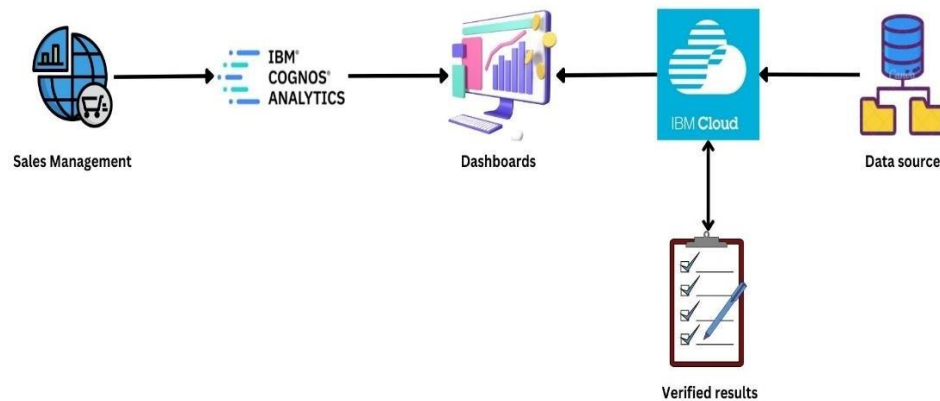 IBM®
COGNOS®
ANALYTICS
IBM Cloud
Sales Management
Dashboards
Data source
Verified results